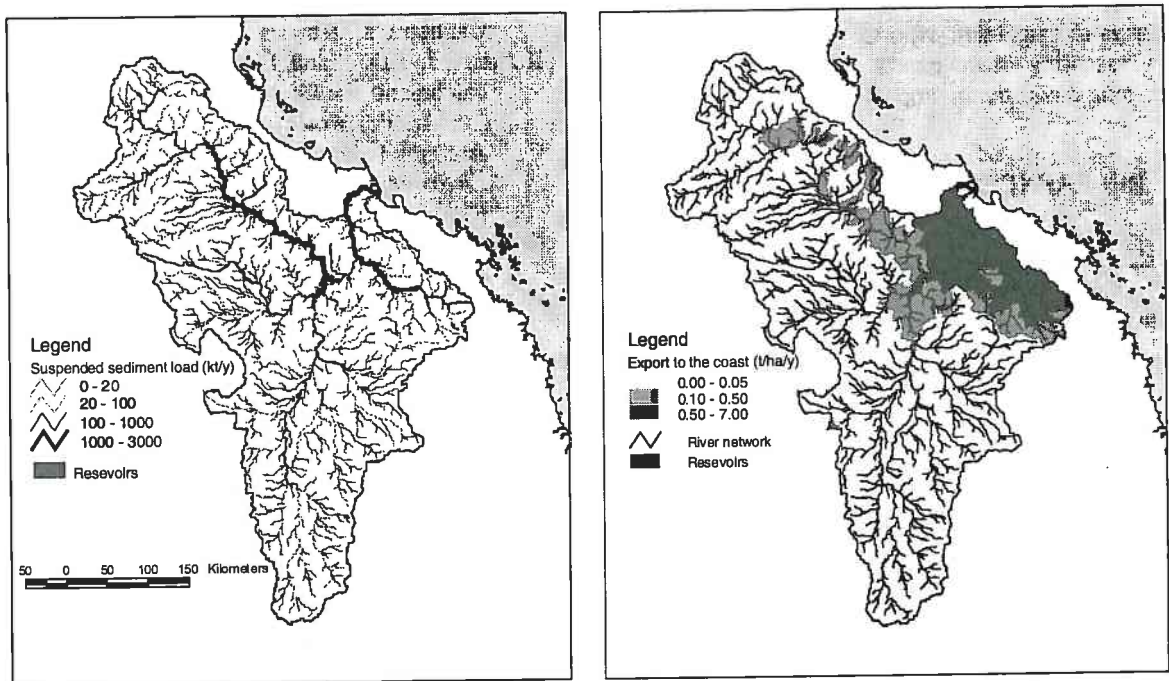 Legend
Suspended sediment load (kt/y)
0 - 20
20 - 100
100 - 1000
1000 - 3000
Resevoirs
50 0 50 100 150 Kilometers
Legend
Export to the coast (t/ha/y)
0.00 - 0.05
0.10 - 0.50
0.50 - 7.00
River network
Resevoirs